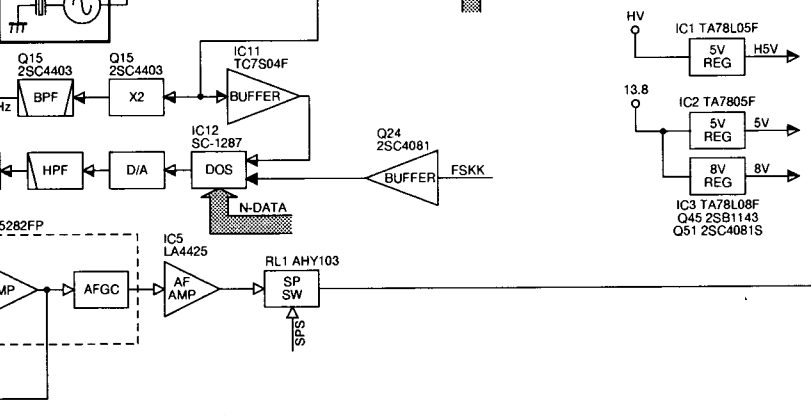 HV
IC1 TA78L05F
5V
REG
H5V
Q15
2SC4403
Q15
2SC4403
IC11
TC7S04F
Hz
BPF
X2
BUFFER
13.8
IC2 TA7805F
5V
REG
5V
IC12
SC-1287
Q24
2SC4081
HPF
D/A
DOS
BUFFER
FSKK
8V
REG
8V
N-DATA
IC3 TA78L08F
Q45 2SB1143
Q51 2SC4081S
5282FP
IC5
LA4425
RL1 AHY103
MP
AFGC
AF
AMP
SP
SW
SPS